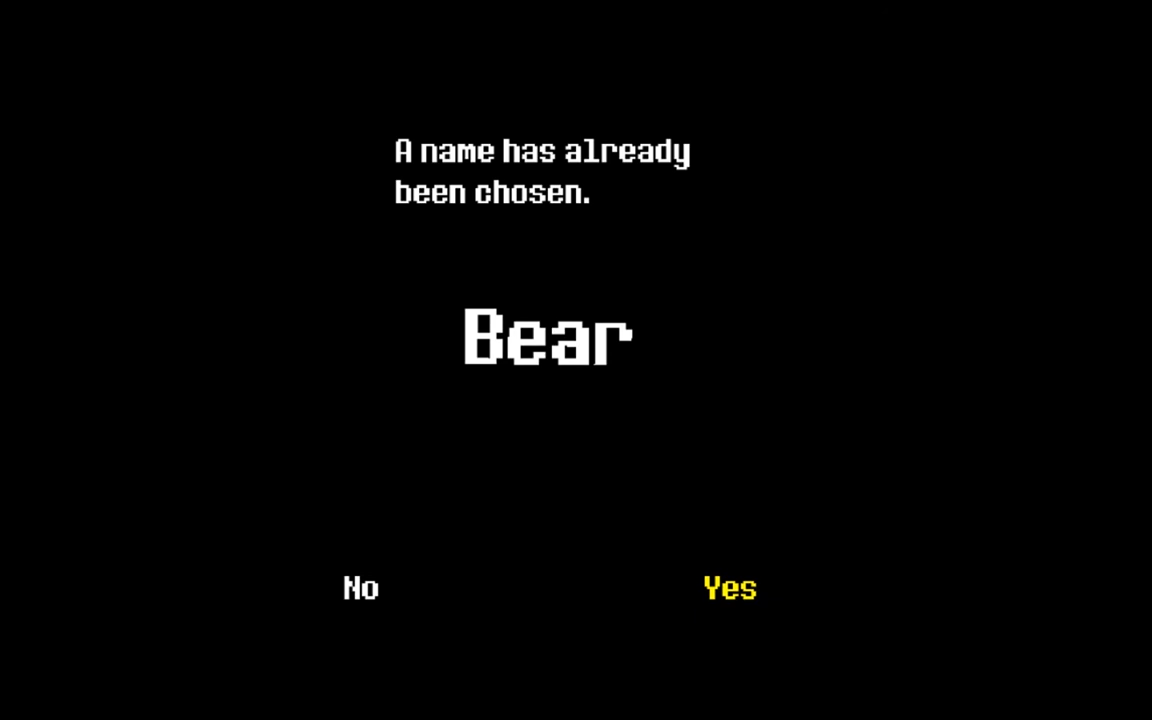 A name has already
been chosen.
Bear
No
Yes